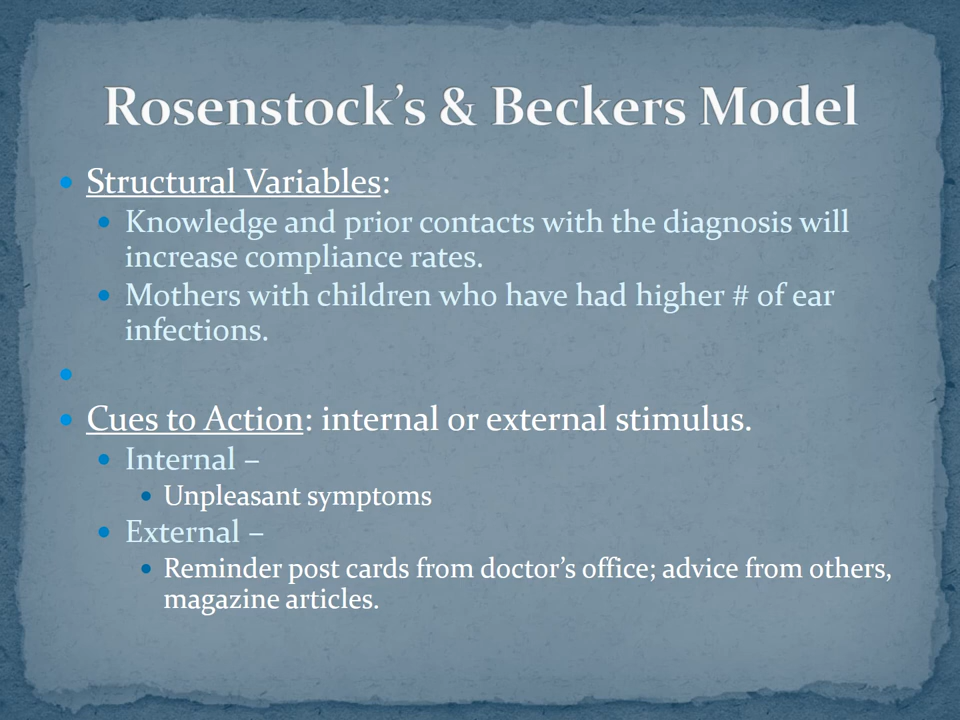 Rosenstock’s & Beckers Model
• Structural Variables:
• Knowledge and prior contacts with the diagnosis will
increase compliance rates.
• Mothers with children who have had higher # of ear
infections.
•
• Cues to Action: internal or external stimulus.
• Internal –
• Unpleasant symptoms
• External –
• Reminder post cards from doctor’s office; advice from others,
magazine articles.